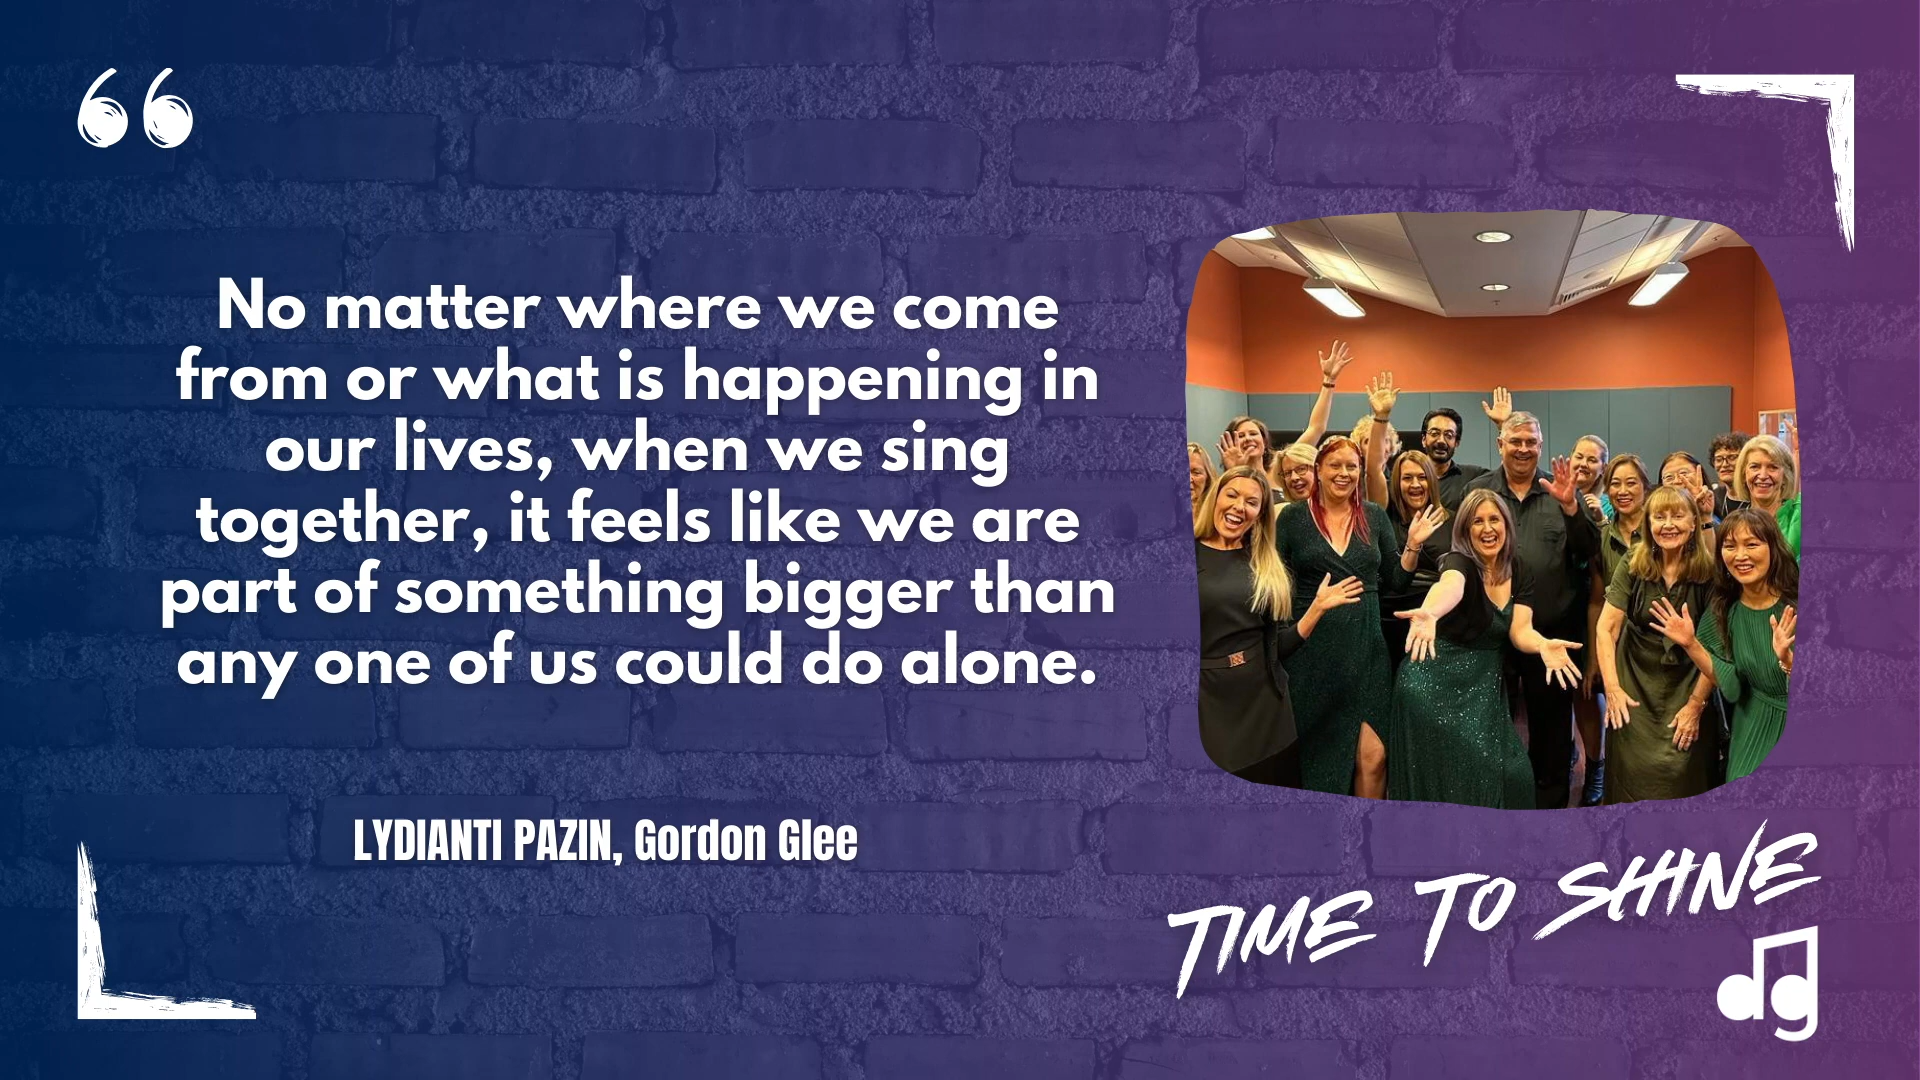 No matter where we come
from or what is happening in
our lives, when we sing
together, it feels like we are
part of something bigger than
any one of us could do alone.
LYDIANTI PAZIN, Gordon Glee
TIME TO SHINE
dg